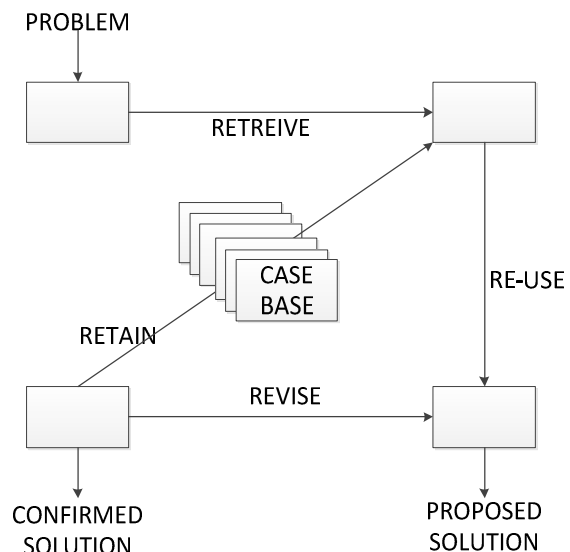 PROBLEM
RETREIVE
CASE
BASE
RE-USE
RETAIN
REVISE
CONFIRMED
SOLUTION
PROPOSED
SOLUTION